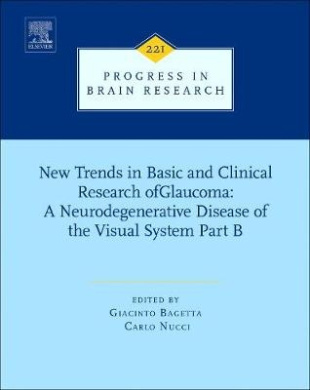 ELSEVIER
221
PROGRESS IN
BRAIN RESEARCH
New Trends in Basic and Clinical
Research ofGlaucoma:
A Neurodegenerative Disease of
the Visual System Part B
EDITED BY
GIACINTO BAGETTA
CARLO NUCCI